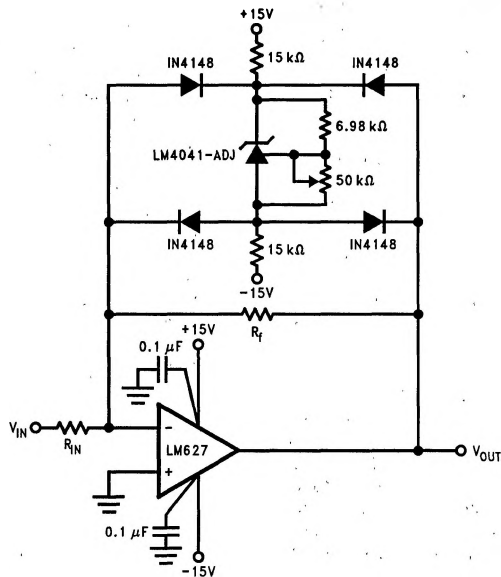 +15V
15 kΩ
IN4148
IN4148
6.98 kΩ
LM4041-ADJ
50 kΩ
IN4148
IN4148
15 kΩ
-15V
+15V
Rf
0.1 μF
VIN
RIN
-
LM627
+
VOUT
0.1 μF
-15V